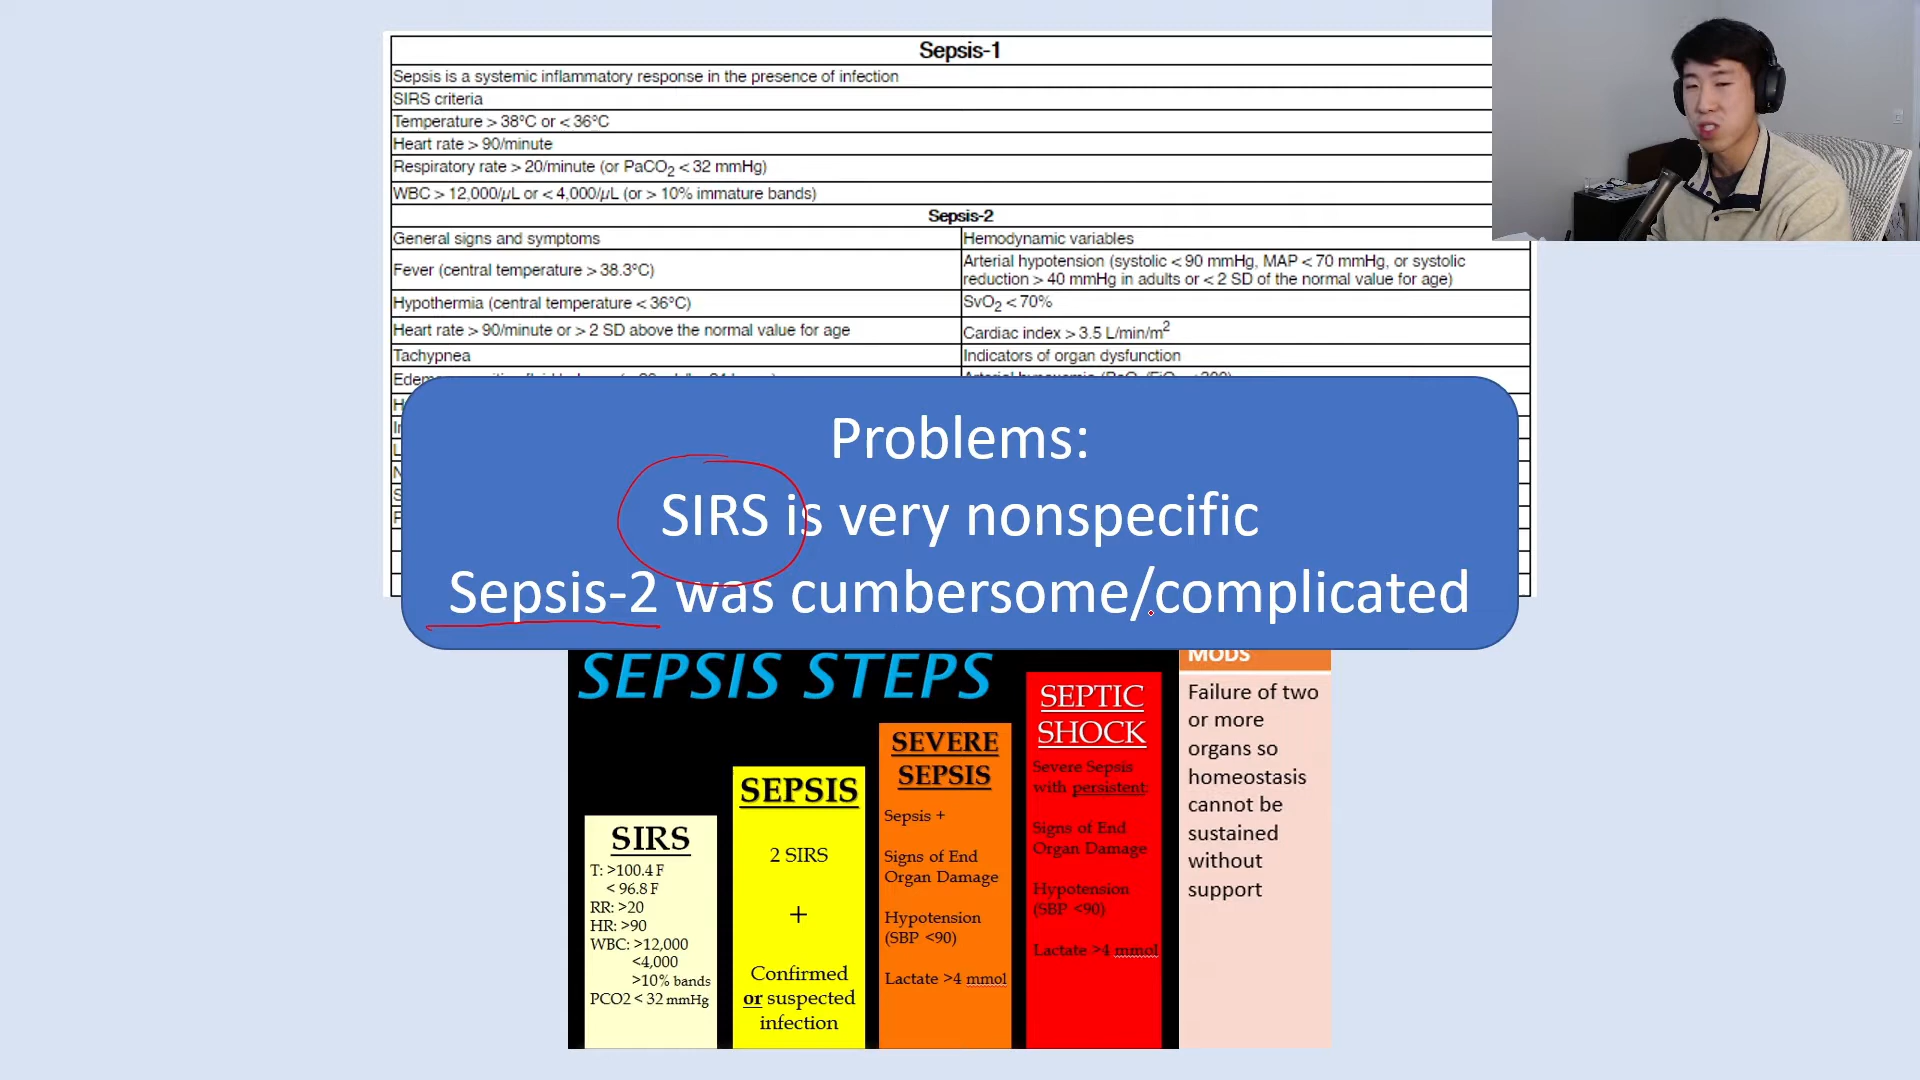 Sepsis-1
Sepsis is a systemic inflammatory response in the presence of infection
SIRS criteria
Temperature > 38°C or < 36°C
Heart rate > 90/minute
Respiratory rate > 20/minute (or PaCO2 < 32 mmHg)
WBC > 12,000/μL or < 4,000/μL (or > 10% immature bands)
Sepsis-2
General signs and symptoms
Hemodynamic variables
Fever (central temperature > 38.3°C)
Arterial hypotension (systolic < 90 mmHg, MAP < 70 mmHg, or systolic
reduction > 40 mmHg in adults or < 2 SD of the normal value for age)
Hypothermia (central temperature < 36°C)
SvO2 < 70%
Heart rate > 90/minute or > 2 SD above the normal value for age
Cardiac index > 3.5 L/min/m2
Tachypnea
Indicators of organ dysfunction
Problems:
SIRS is very nonspecific
Sepsis-2 was cumbersome/complicated
SEPSIS STEPS
SIRS
T: >100.4 F
< 96.8 F
RR: >20
HR: >90
WBC: >12,000
<4,000
>10% bands
PCO2 < 32 mmHg
SEPSIS
2 SIRS
+
Confirmed
or suspected
infection
SEVERE
SEPSIS
Sepsis +
Signs of End
Organ Damage
Hypotension
(SBP <90)
Lactate >4 mmol
SEPTIC
SHOCK
Severe Sepsis
with persistent:
Signs of End
Organ Damage
Hypotension
(SBP <90)
Lactate >4 mmol
MODS
Failure of two
or more
organs so
homeostasis
cannot be
sustained
without
support